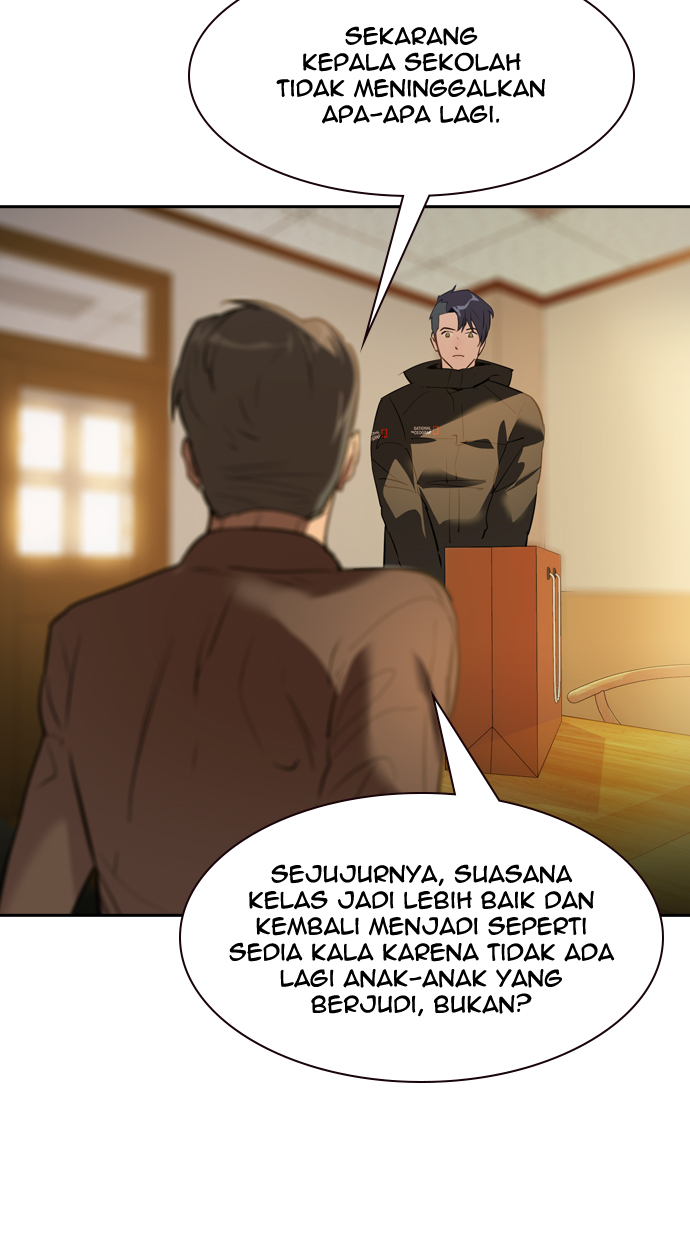 SEKARANG
KEPALA SEKOLAH
TIDAK MENINGGALKAN
APA-APA LAGI.
NATIONAL
SEJUJURNYA, SUASANA
KELAS JADI LEBIH BAIK DAN
KEMBALI MENJADI SEPERTI
SEDIA KALA KARENA TIDAK ADA
LAGI ANAK-ANAK YANG
BERJUDI, BUKAN?